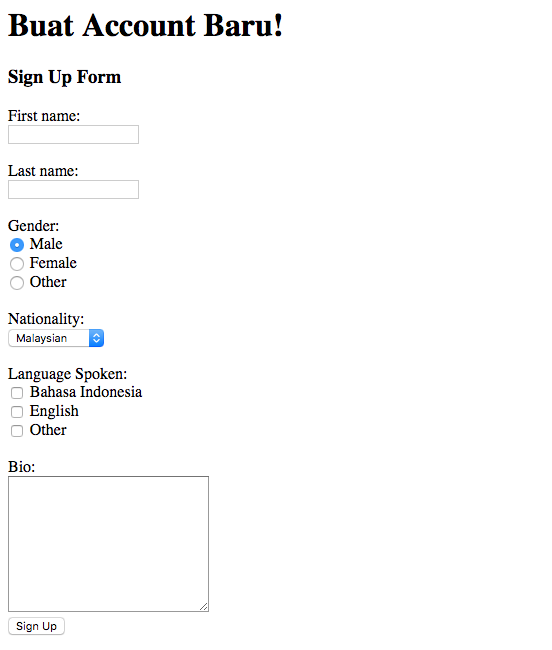 Buat Account Baru!
Sign Up Form
First name:
Last name:
Gender:
Male
Female
Other
Nationality:
Malaysian
Language Spoken:
Bahasa Indonesia
English
Other
Bio:
Sign Up